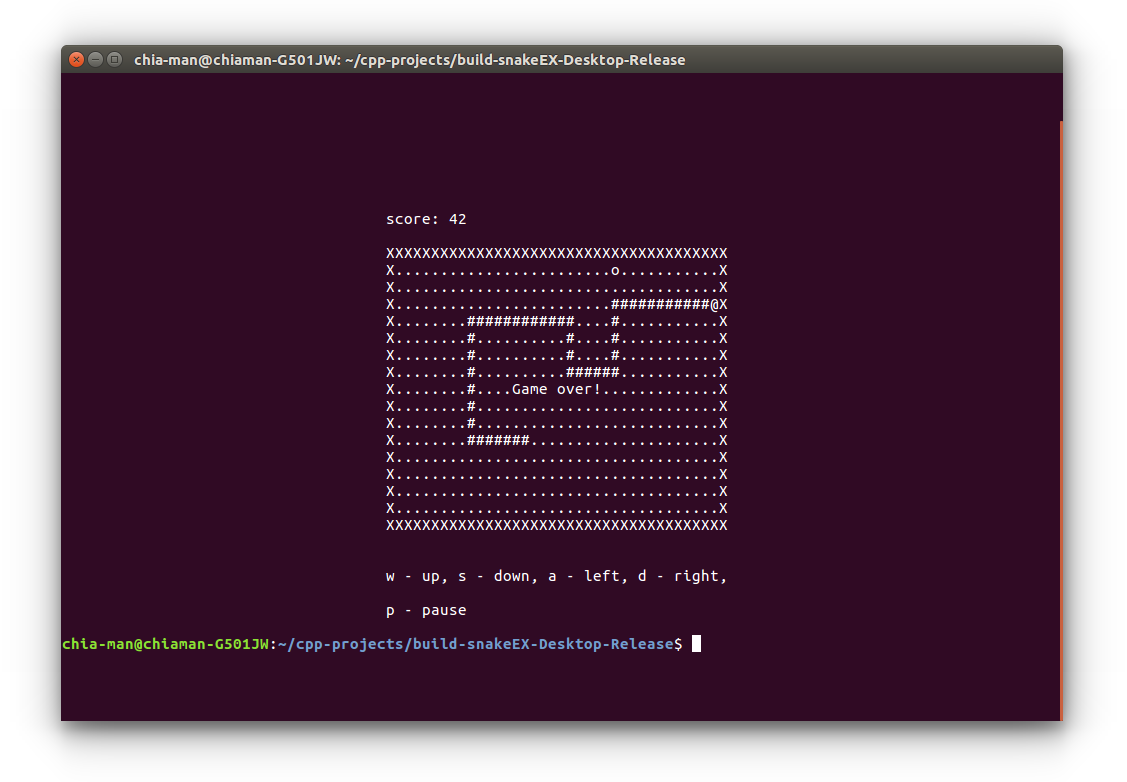 chia-man@chiaman-G501JW: ~/cpp-projects/build-snakeEX-Desktop-Release
score: 42
XXXXXXXXXXXXXXXXXXXXXXXXXXXXXXXXXXXXXX
X........................o...........X
X....................................X
X........................###########@X
X........############....#...........X
X........#..........#....#...........X
X........#..........#....#...........X
X........#..........######...........X
X........#....Game over!.............X
X........#...........................X
X........#...........................X
X........#######.....................X
X....................................X
X....................................X
X....................................X
X....................................X
XXXXXXXXXXXXXXXXXXXXXXXXXXXXXXXXXXXXXX
w - up, s - down, a - left, d - right,
p - pause
chia-man@chiaman-G501JW:~/cpp-projects/build-snakeEX-Desktop-Release$